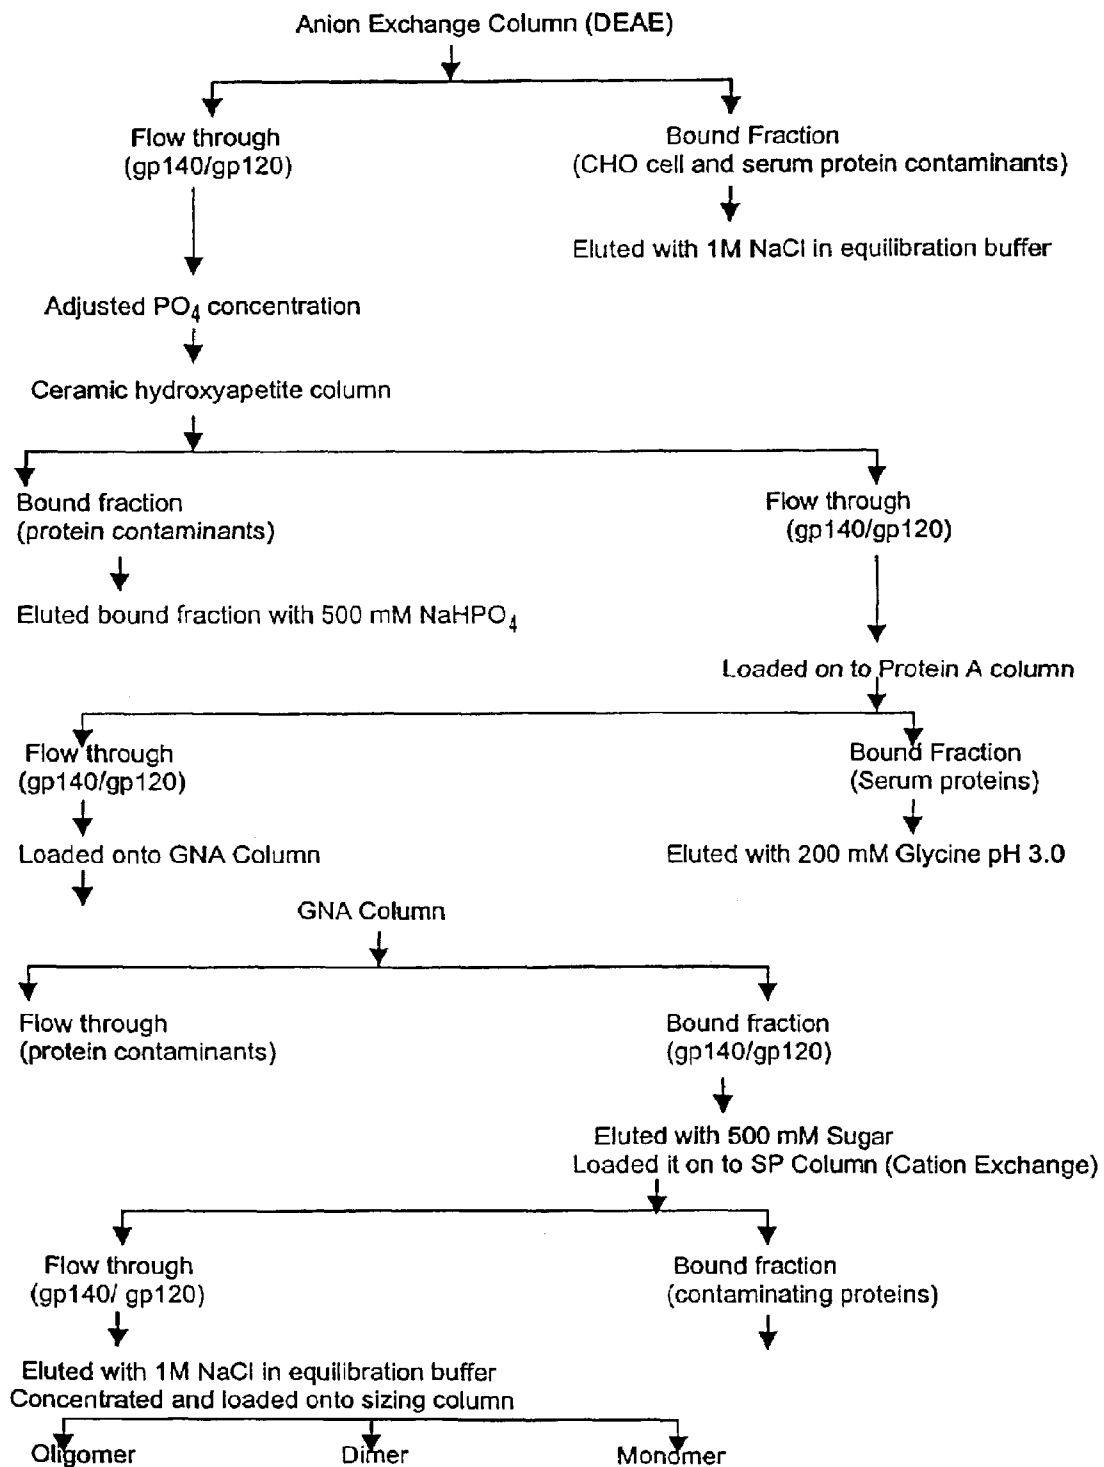 Anion Exchange Column (DEAE)
Flow through
(gp140/gp120)
Bound Fraction
(CHO cell and serum protein contaminants)
Eluted with 1M NaCl in equilibration buffer
Adjusted PO4 concentration
Ceramic hydroxyapetite column
Bound fraction
(protein contaminants)
Eluted bound fraction with 500 mM NaHPO4
Flow through
(gp140/gp120)
Loaded on to Protein A column
Flow through
(gp140/gp120)
Loaded onto GNA Column
Bound Fraction
(Serum proteins)
Eluted with 200 mM Glycine pH 3.0
GNA Column
Flow through
(protein contaminants)
Bound fraction
(gp140/gp120)
Eluted with 500 mM Sugar
Loaded it on to SP Column (Cation Exchange)
Flow through
(gp140/ gp120)
Bound fraction
(contaminating proteins)
Eluted with 1M NaCl in equilibration buffer
Concentrated and loaded onto sizing column
Oligomer
Dimer
Monomer